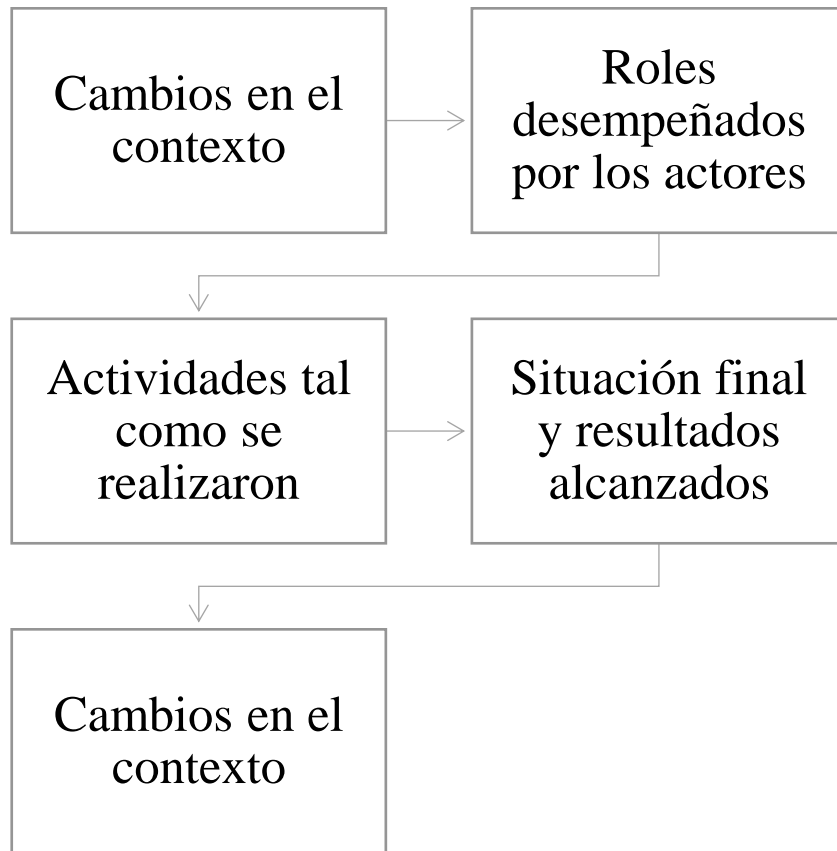 Cambios en el
contexto
Roles
desempeñados
por los actores
Actividades tal
como se
realizaron
Situación final
y resultados
alcanzados
Cambios en el
contexto